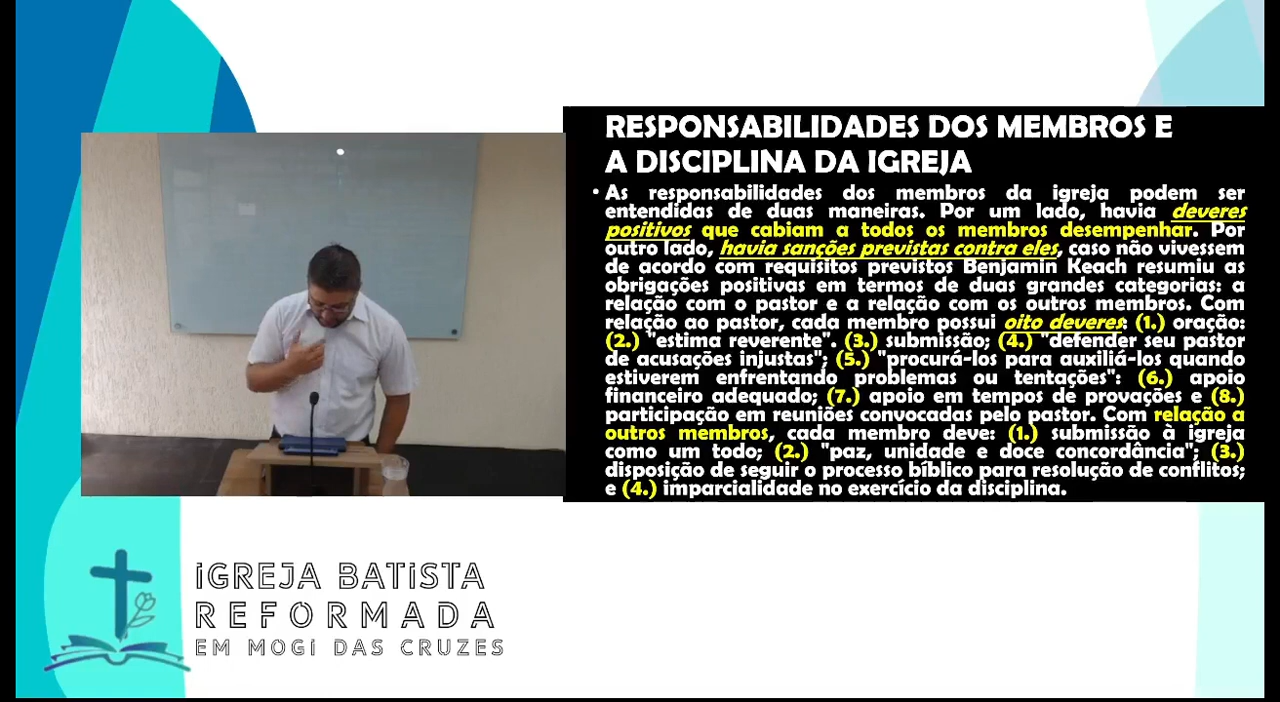 RESPONSABILIDADES DOS MEMBROS E
A DISCIPLINA DA IGREJA
• As responsabilidades dos membros da igreja podem ser
entendidas de duas maneiras. Por um lado, havia deveres
positivos que cabiam a todos os membros desempenhar. Por
outro lado, havia sanções previstas contra eles, caso não vivessem
de acordo com requisitos previstos Benjamin Keach resumiu as
obrigações positivas em termos de duas grandes categorias: a
relação com o pastor e a relação com os outros membros. Com
relação ao pastor, cada membro possui oito deveres: (1.) oração:
(2.) "estima reverente". (3.) submissão; (4.) "defender seu pastor
de acusações injustas"; (5.) "procurá-los para auxiliá-los quando
estiverem enfrentando problemas ou tentações": (6.) apoio
financeiro adequado; (7.) apoio em tempos de provações e (8.)
participação em reuniões convocadas pelo pastor. Com relação a
outros membros, cada membro deve: (1.) submissão à igreja
como um todo; (2.) "paz, unidade e doce concordância"; (3.)
disposição de seguir o processo bíblico para resolução de conflitos;
e (4.) imparcialidade no exercício da disciplina.
IGREJA BATISTA
REFORMADA
EM MOGI DAS CRUZES